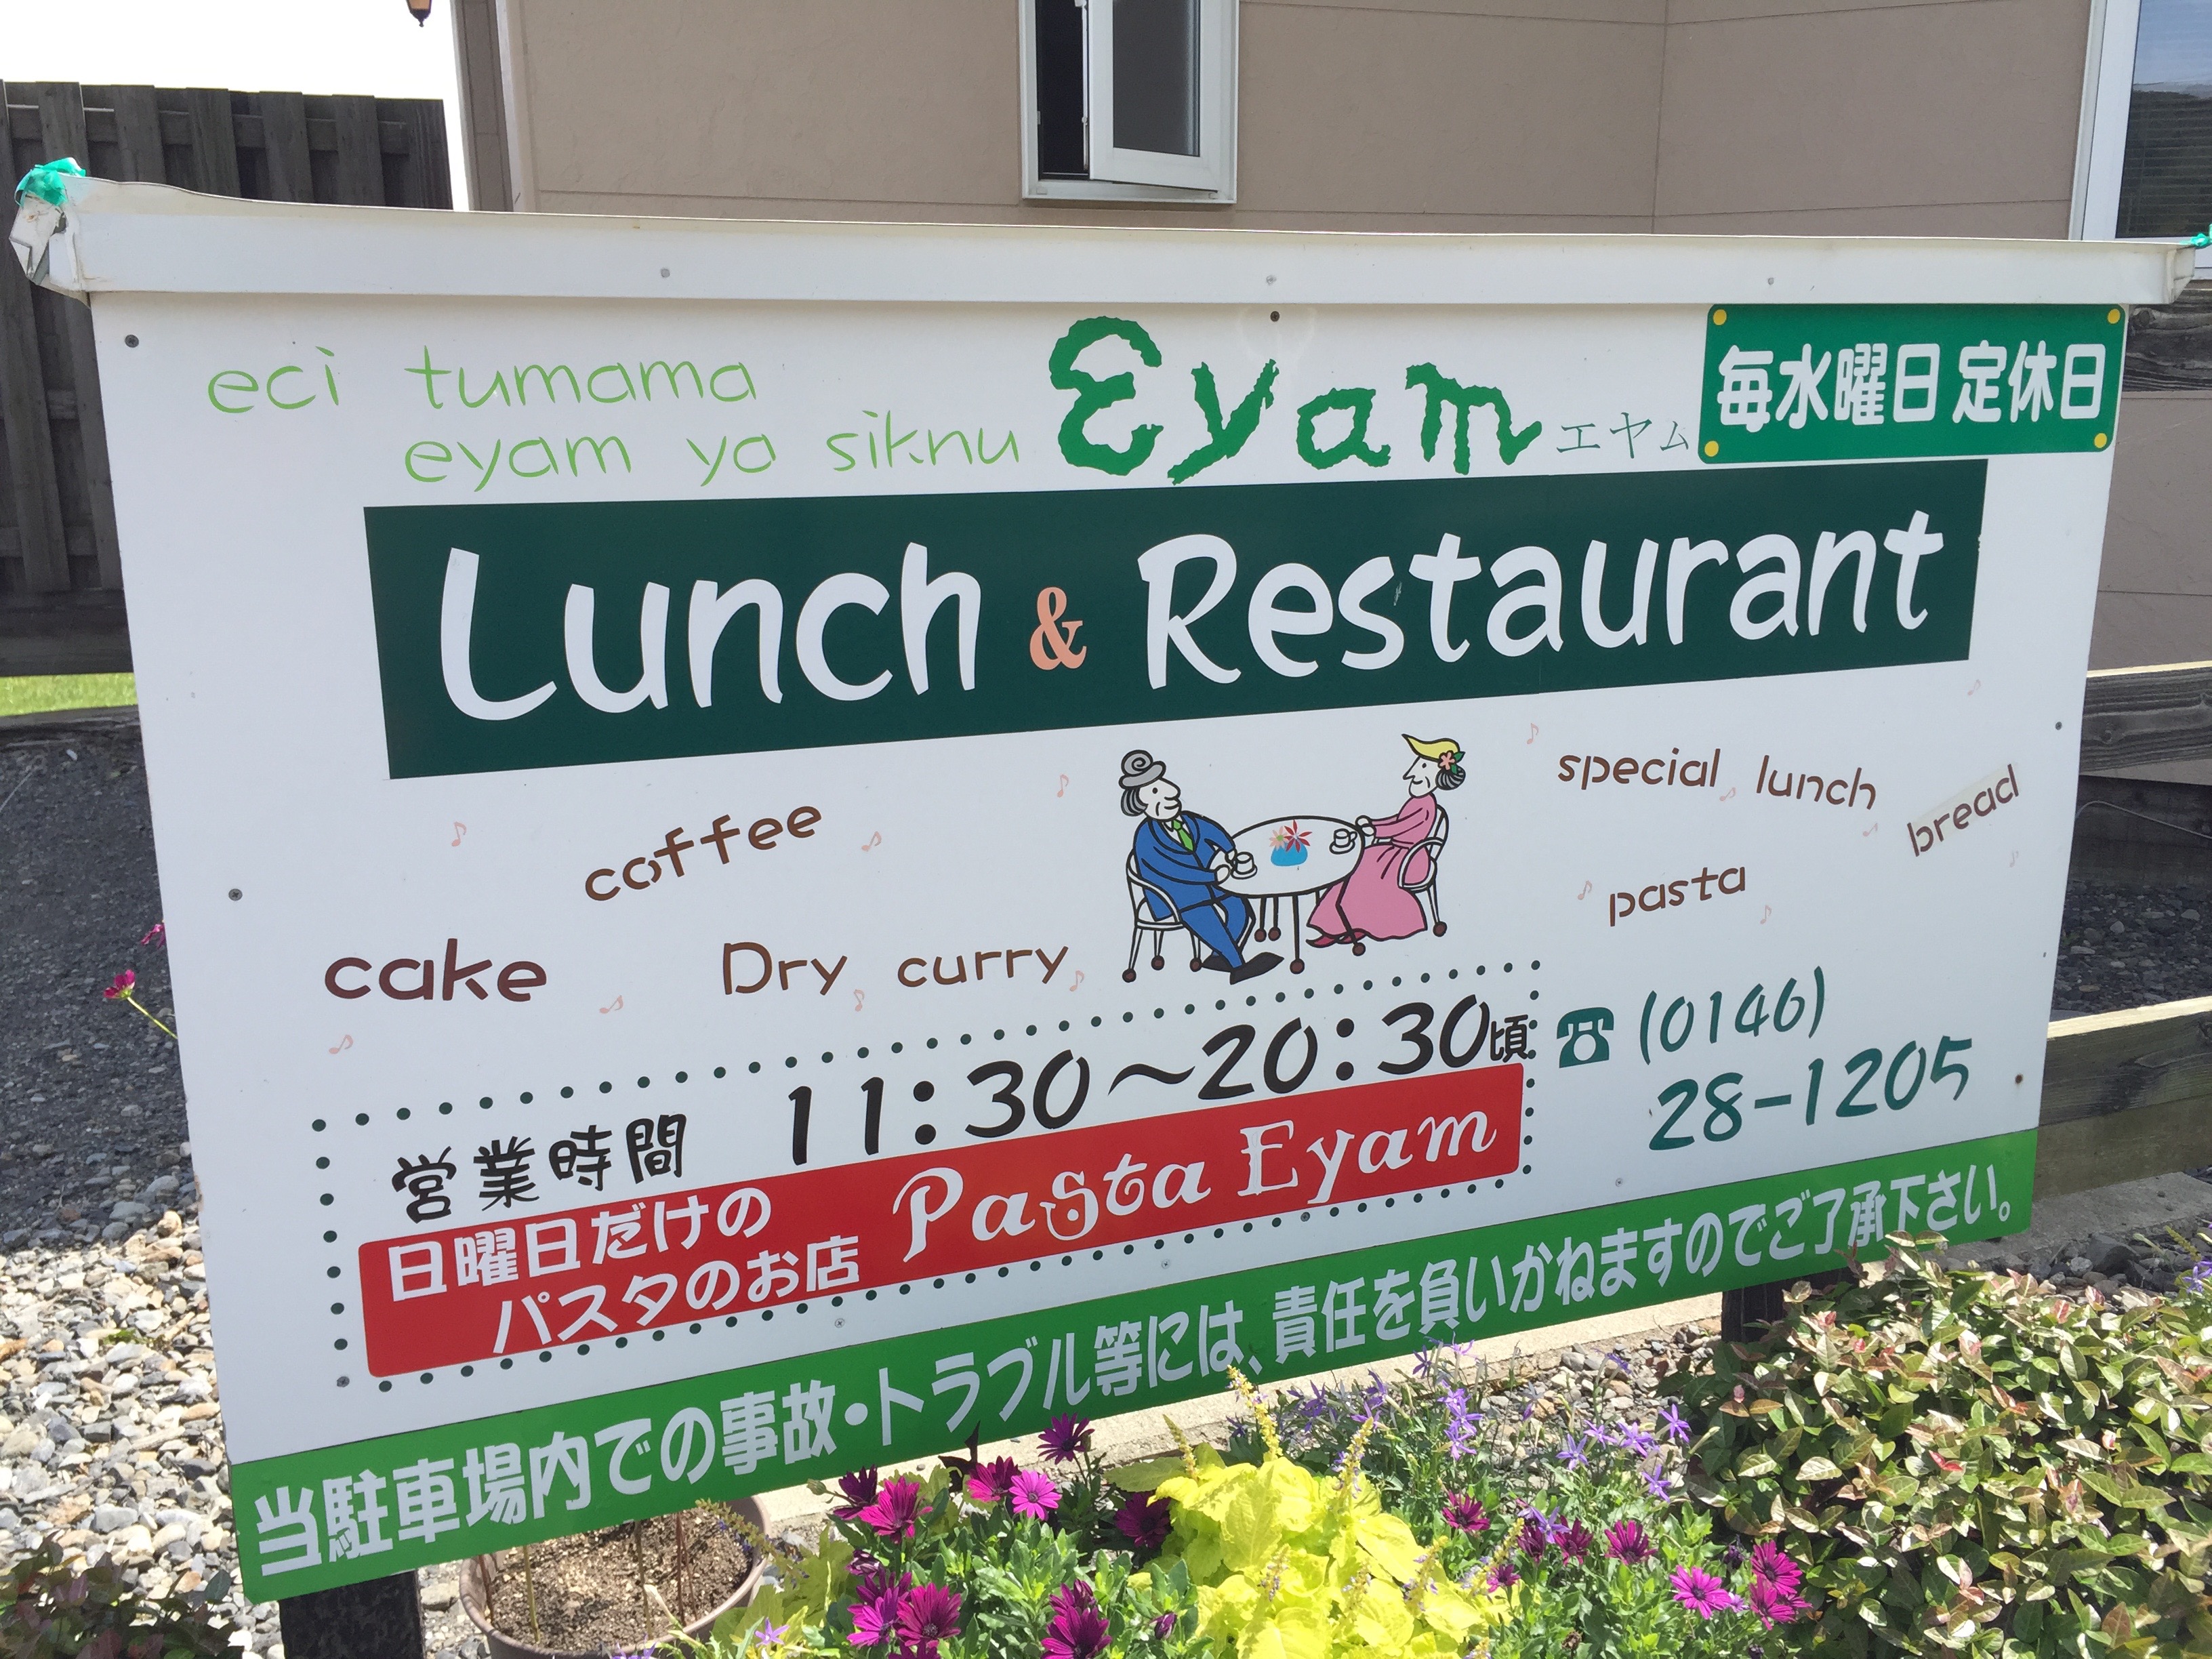 eci tumama
eyam ya siknu
Eyam エヤム
毎水曜日 定休日
Lunch & Restaurant
coffee
special lunch
bread
pasta
cake
Dry curry
営業時間 11:30～20:30頃
日曜日だけの
パスタのお店
Pasta Eyam
☎ (0146)
28-1205
当駐車場内での事故・トラブル等には、責任を負いかねますのでご了承下さい。